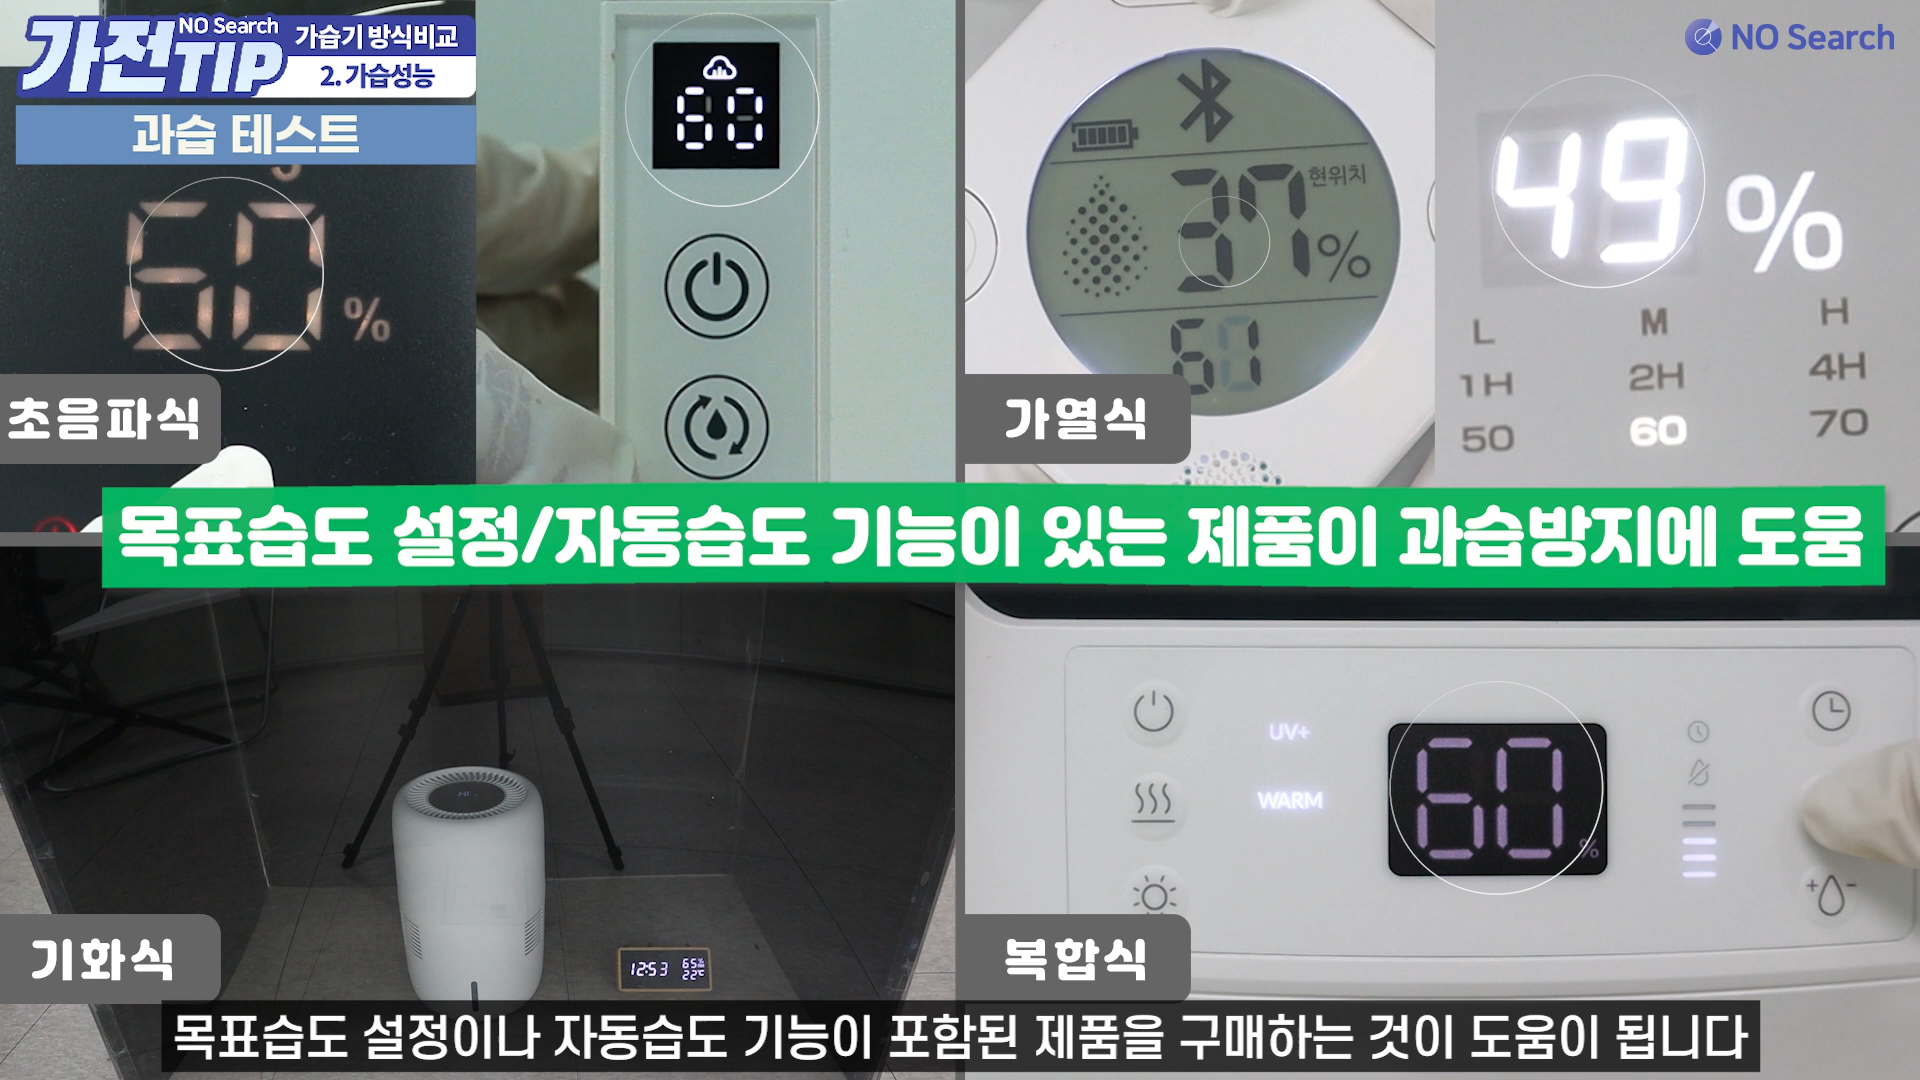 가전TIP
NO Search
가습기 방식비교
2. 가습성능
과습 테스트
NO Search
60%
초음파식
60
현위치
37%
60
가열식
49%
L M H
1H 2H 4H
50 60 70
목표습도 설정/자동습도 기능이 있는 제품이 과습방지에 도움
HI
12:53
65%
22℃
기화식
UV+
WARM
60%
복합식
목표습도 설정이나 자동습도 기능이 포함된 제품을 구매하는 것이 도움이 됩니다